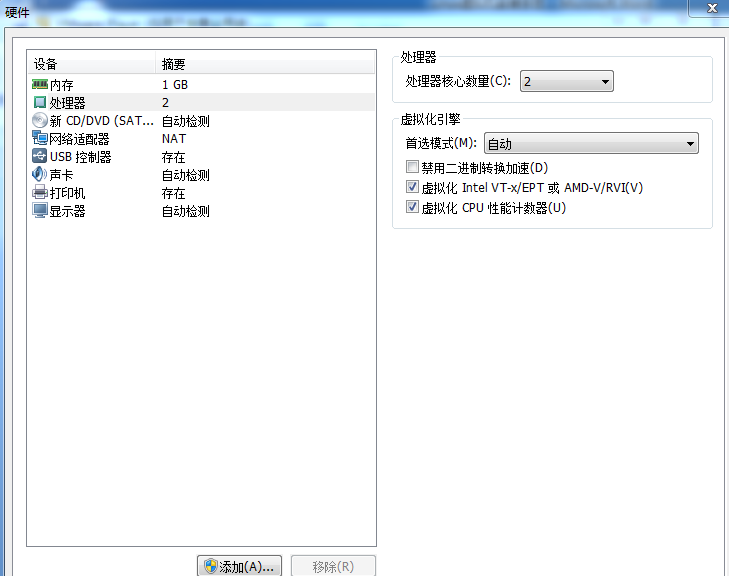 硬件
设备 摘要
内存 1 GB
处理器 2
新 CD/DVD (SAT... 自动检测
网络适配器 NAT
USB 控制器 存在
声卡 自动检测
打印机 存在
显示器 自动检测
添加(A)... 移除(R)
处理器
处理器核心数量(C): 2
虚拟化引擎
首选模式(M): 自动
禁用二进制转换加速(D)
虚拟化 Intel VT-x/EPT 或 AMD-V/RVI(V)
虚拟化 CPU 性能计数器(U)